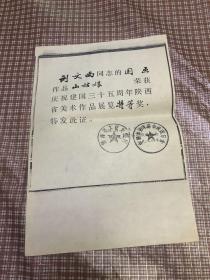 刘文西同志的国画
作品山姑娘 荣获
庆祝建国三十五周年陕西
省美术作品展览特等奖，
特发此证。